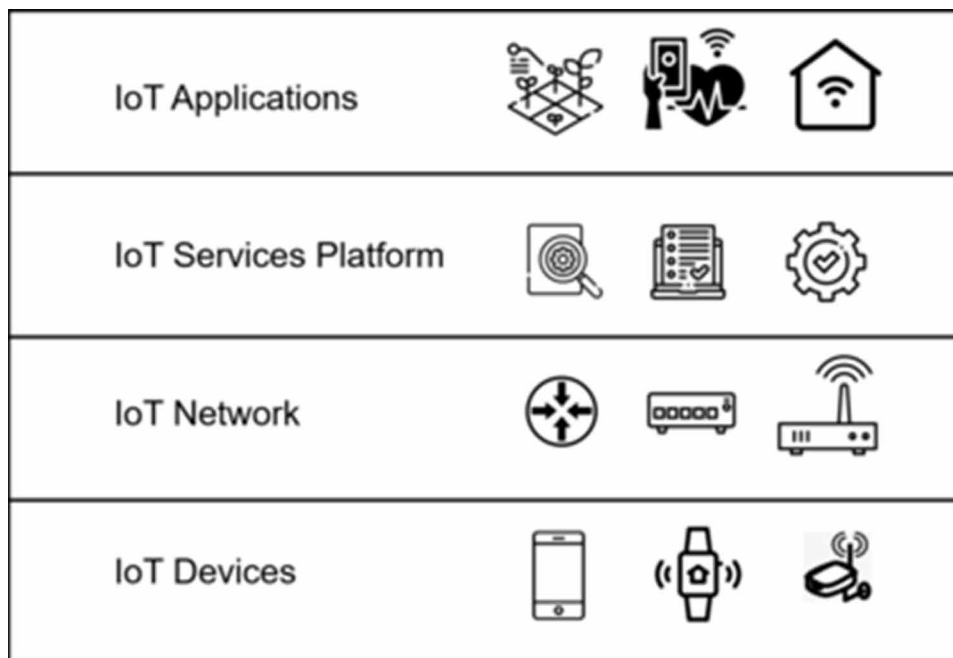 IoT Applications
IoT Services Platform
IoT Network
IoT Devices